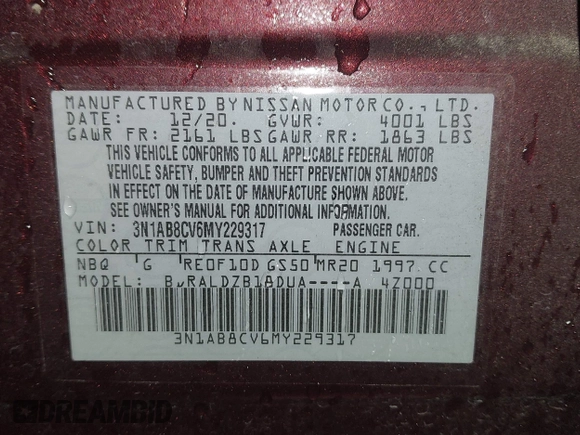 MANUFACTURED BY NISSAN MOTOR CO., LTD.
DATE: 12/20. GVWR: 4001 LBS
GAWR FR: 2161 LBS GAWR RR: 1863 LBS
THIS VEHICLE CONFORMS TO ALL APPLICABLE FEDERAL MOTOR
VEHICLE SAFETY, BUMPER AND THEFT PREVENTION STANDARDS
IN EFFECT ON THE DATE OF MANUFACTURE SHOWN ABOVE.
SEE OWNER'S MANUAL FOR ADDITIONAL INFORMATION.
VIN: 3N1AB8CV6MY229317 PASSENGER CAR.
COLOR TRIM TRANS AXLE ENGINE
NBQ G RE0F10D GS50 MR20 1997 CC
MODEL: 4Z000
3N1AB8CV6MY229317
DREAMBID